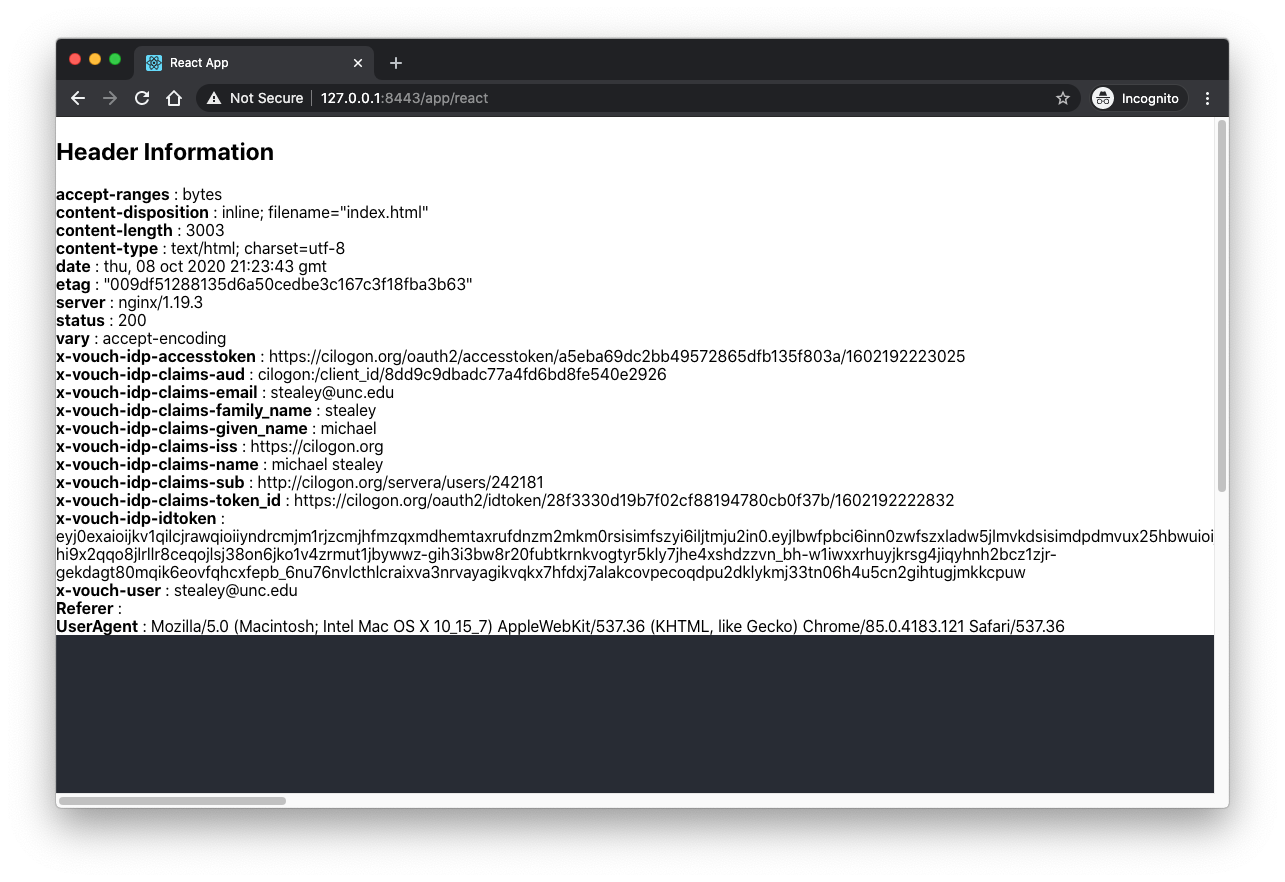 React App
Not Secure
127.0.0.1:8443/app/react
Incognito
Header Information
accept-ranges : bytes
content-disposition : inline; filename="index.html"
content-length : 3003
content-type : text/html; charset=utf-8
date : thu, 08 oct 2020 21:23:43 gmt
etag : "009df51288135d6a50cedbe3c167c3f18fba3b63"
server : nginx/1.19.3
status : 200
vary : accept-encoding
x-vouch-idp-accesstoken : https://cilogon.org/oauth2/accesstoken/a5eba69dc2bb49572865dfb135f803a/1602192223025
x-vouch-idp-claims-aud : cilogon:/client_id/8dd9c9dbadc77a4fd6bd8fe540e2926
x-vouch-idp-claims-email : stealey@unc.edu
x-vouch-idp-claims-family_name : stealey
x-vouch-idp-claims-given_name : michael
x-vouch-idp-claims-iss : https://cilogon.org
x-vouch-idp-claims-name : michael stealey
x-vouch-idp-claims-sub : http://cilogon.org/servera/users/242181
x-vouch-idp-claims-token_id : https://cilogon.org/oauth2/idtoken/28f3330d19b7f02cf88194780cb0f37b/1602192222832
x-vouch-idp-idtoken :
eyj0exaioijkv1qilcjrawqioiiyndrcmjm1rjzcmjhfmzqxmdhemtaxrufdnzm2mkm0rsisimfszyi6iljtmju2in0.eyjlbwfpbci6inn0zwfszxladw5jlmvkdsisimdpdmvux25hbwuioi
hi9x2qqo8jlrllr8ceqojlsj38on6jko1v4zrmut1jbywwz-gih3i3bw8r20fubtkrnkvogtyr5kly7jhe4xshdzzvn_bh-w1iwxxrhuyjkrsg4jiqyhnh2bcz1zjr-
gekdagt80mqik6eovfqhcxfepb_6nu76nvlcthlcraixva3nrvayagikvqkx7hfdxj7alakcovpecoqdpu2dklykmj33tn06h4u5cn2gihtugjmkkcpuw
x-vouch-user : stealey@unc.edu
Referer :
UserAgent : Mozilla/5.0 (Macintosh; Intel Mac OS X 10_15_7) AppleWebKit/537.36 (KHTML, like Gecko) Chrome/85.0.4183.121 Safari/537.36